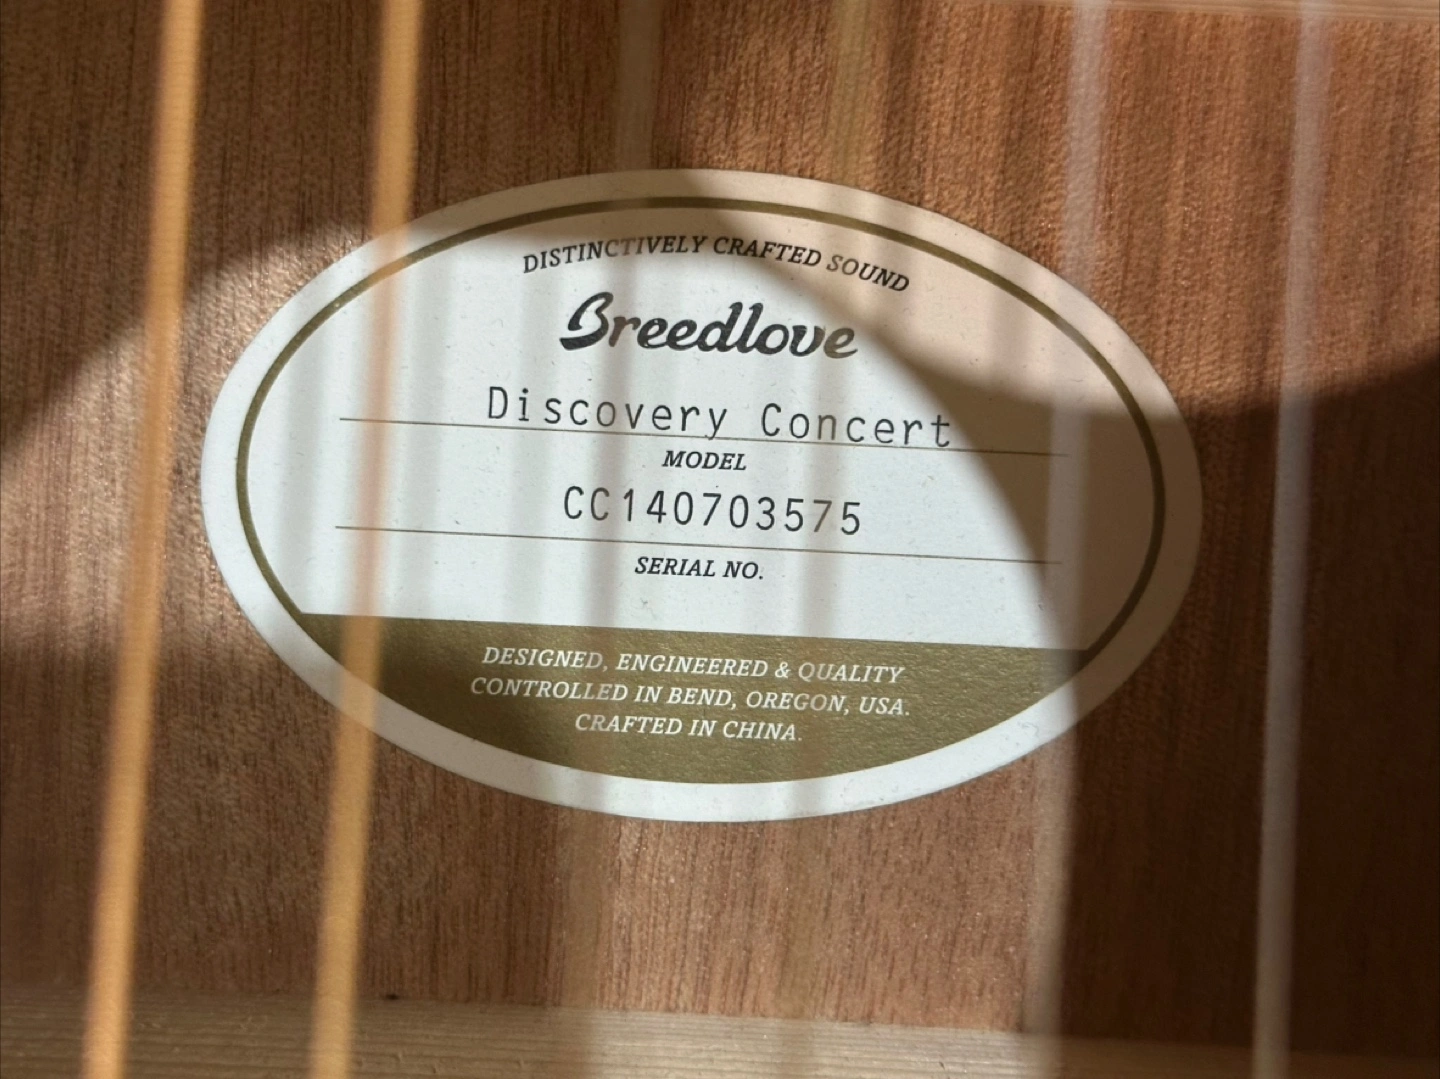 DISTINCTIVELY CRAFTED SOUND
Breedlove
Discovery Concert
MODEL
CC140703575
SERIAL NO.
DESIGNED, ENGINEERED & QUALITY
CONTROLLED IN BEND, OREGON, USA.
CRAFTED IN CHINA.